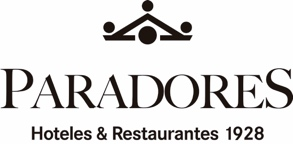 PARADORES
Hoteles & Restaurantes 1928